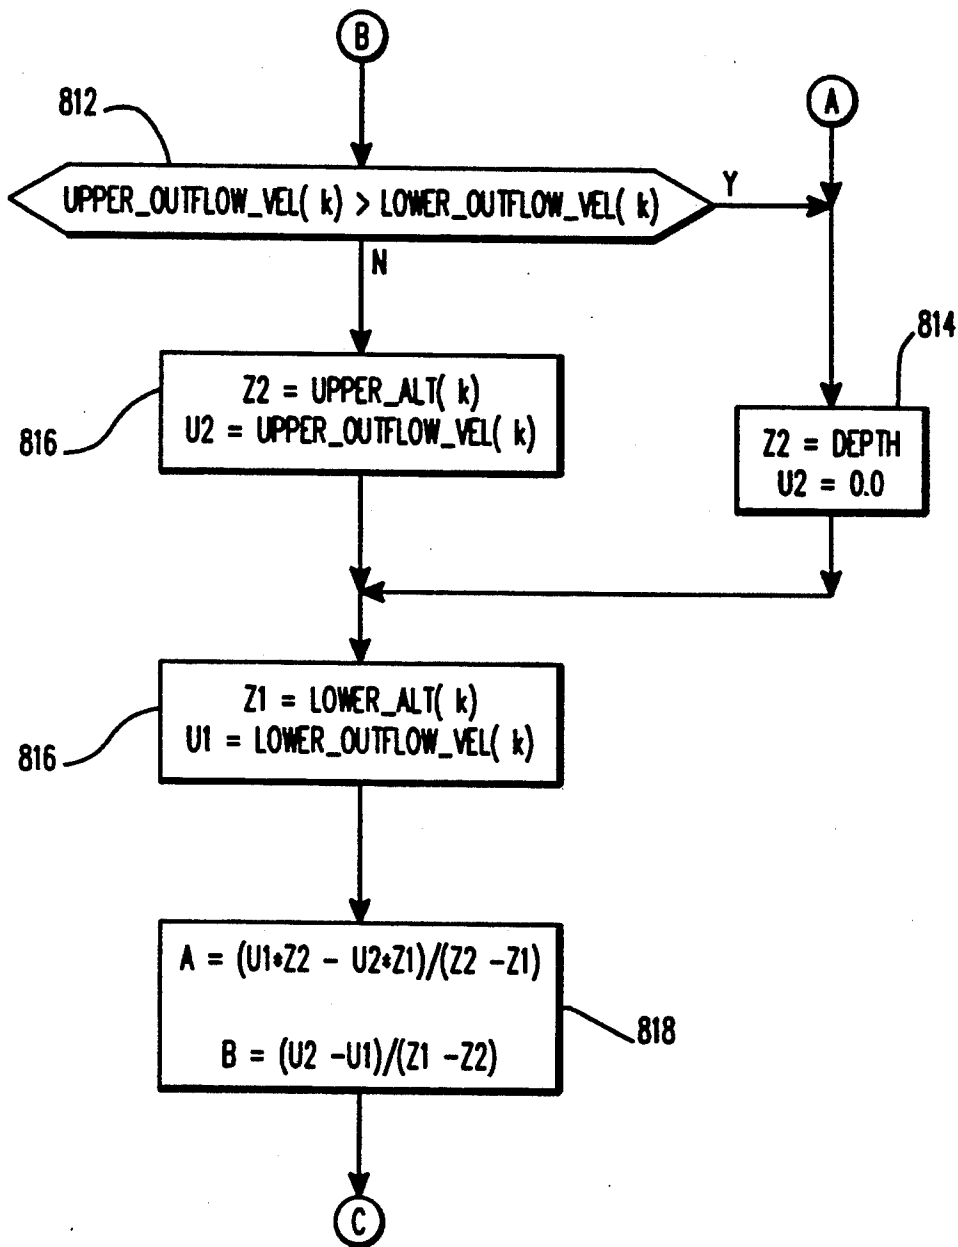 B
812
A
UPPER_OUTFLOW_VEL( k) > LOWER_OUTFLOW_VEL( k)
Y
N
814
Z2 = UPPER_ALT( k)
U2 = UPPER_OUTFLOW_VEL( k)
816
Z2 = DEPTH
U2 = 0.0
Z1 = LOWER_ALT( k)
U1 = LOWER_OUTFLOW_VEL( k)
816
A = (U1*Z2 - U2*Z1)/(Z2 -Z1)
B = (U2 -U1)/(Z1 -Z2)
818
C